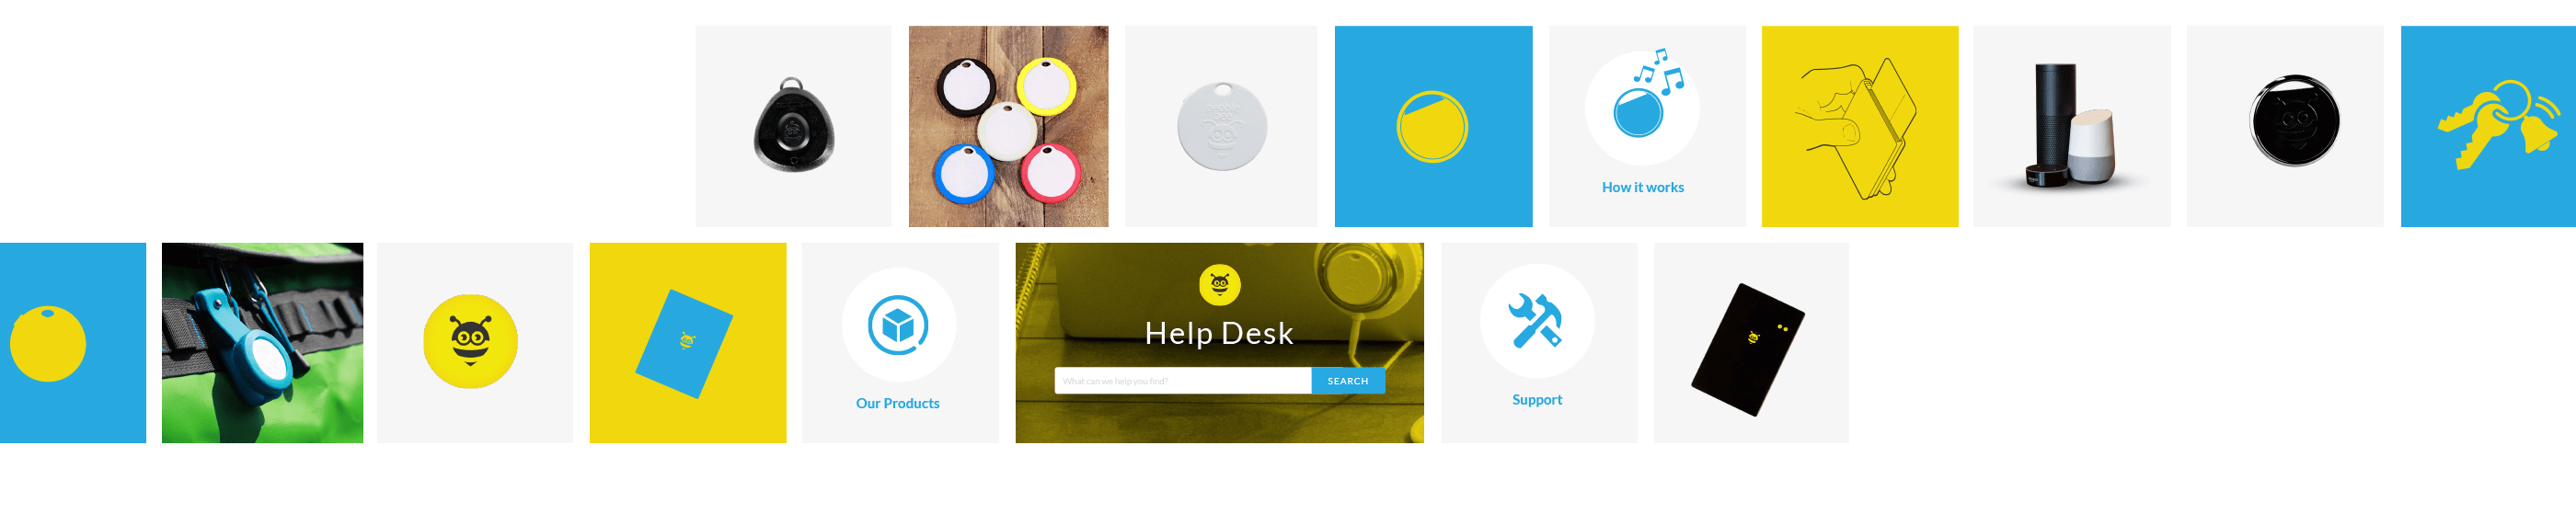 How it works
Our Products
Help Desk
What can we help you find?
SEARCH
Support